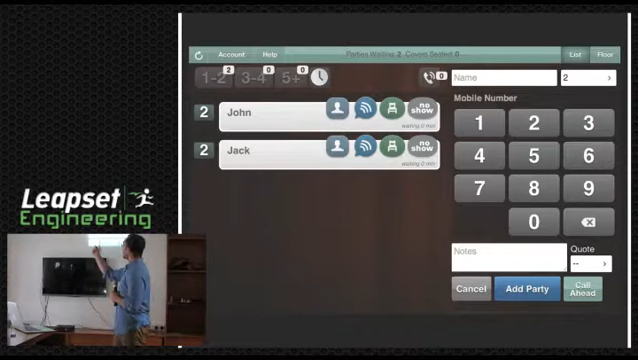 Account Help Parties Waiting: 2 Covers Seated: 0 List Floor
1-2 2 3-4 0 5+ 0 0 Name 2 >
Mobile Number
2 John no show
waiting 0 min
2 Jack no show
waiting 0 min
1 2 3
4 5 6
7 8 9
0
Notes
Quote
-- >
Cancel Add Party Call Ahead
Leapset
Engineering